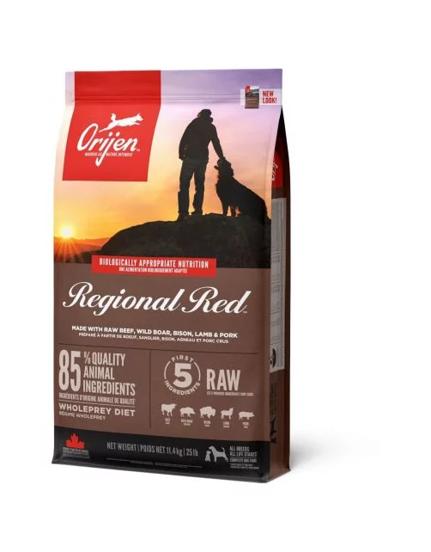 NEW
LOOK!
Orijen
BIOLOGICALLY APPROPRIATE NUTRITION
UNE ALIMENTATION BIOLOGIQUEMENT ADAPTÉE
Regional Red™
MADE WITH RAW BEEF, WILD BOAR, BISON, LAMB & PORK
PRÉPARÉ À PARTIR DE BOEUF, SANGLIER, BISON, AGNEAU ET PORC CRUS
85% QUALITY
ANIMAL
INGREDIENTS
INGRÉDIENTS D'ORIGINE ANIMALE DE QUALITÉ
WHOLEPREY DIET
RÉGIME WHOLEPREY
FIRST
5
INGREDIENTS
RAW
NET WEIGHT | POIDS NET 11,4 kg | 25 lb
ALL BREEDS
ALL LIFE STAGES